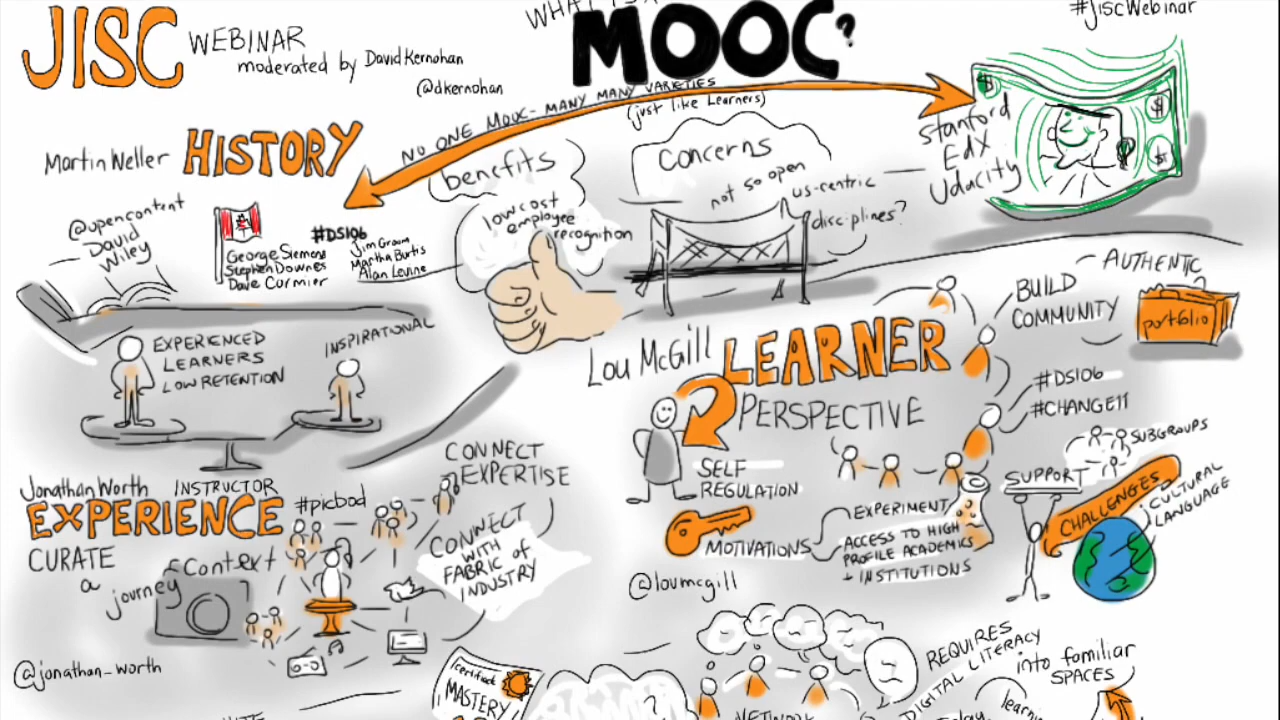 JISC
WEBINAR
moderated by David Kernohan
@dkernohan
MOOC?
#jiscwebinar
NO ONE MOOC - MANY MANY VARIETIES
(just like Learners)
Martin Weller
HISTORY
@opencontent
David
Wiley
George Siemens
Stephen Downes
Dave Cormier
#DS106
Jim Groom
Martha Burtis
Alan Levine
benefits
low cost
employee
recognition
concerns
not so open
us-centric
disciplines?
Stanford
EdX
Udacity
$
$
$
EXPERIENCED
LEARNERS
LOW RETENTION
INSPIRATIONAL
Lou McGill
LEARNER
PERSPECTIVE
BUILD
COMMUNITY
AUTHENTIC
portfolio
#DS106
#CHANGE11
SELF
REGULATION
MOTIVATIONS
EXPERIMENT
ACCESS TO HIGH
PROFILE ACADEMICS
+ INSTITUTIONS
@loumcgill
SUPPORT
SUBGROUPS
CHALLENGES
CULTURAL
LANGUAGE
Jonathan Worth
INSTRUCTOR
EXPERIENCE
#picbod
CURATE
a
journey
Context
CONNECT
EXPERTISE
CONNECT
WITH
FABRIC of
INDUSTRY
@jonathan_worth
certificate
MASTERY
NETWORK
REQUIRES
DIGITAL LITERACY
into familiar
SPACES